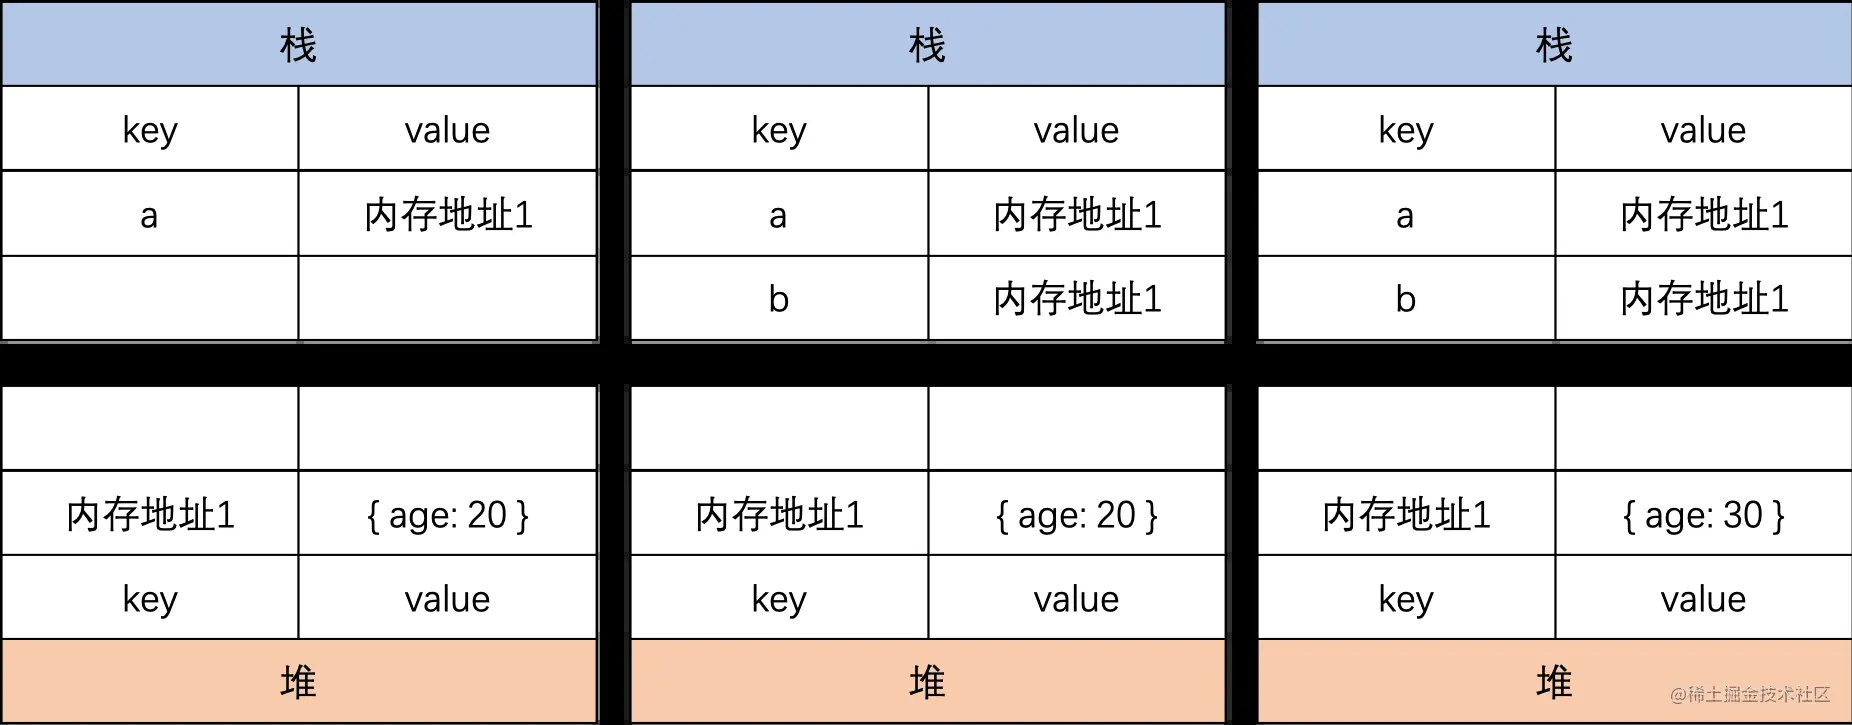 栈 栈 栈
key value key value key value
a 内存地址1 a 内存地址1 a 内存地址1
b 内存地址1 b 内存地址1
内存地址1 { age: 20 } 内存地址1 { age: 20 } 内存地址1 { age: 30 }
key value key value key value
堆 堆 堆
@稀土掘金技术社区